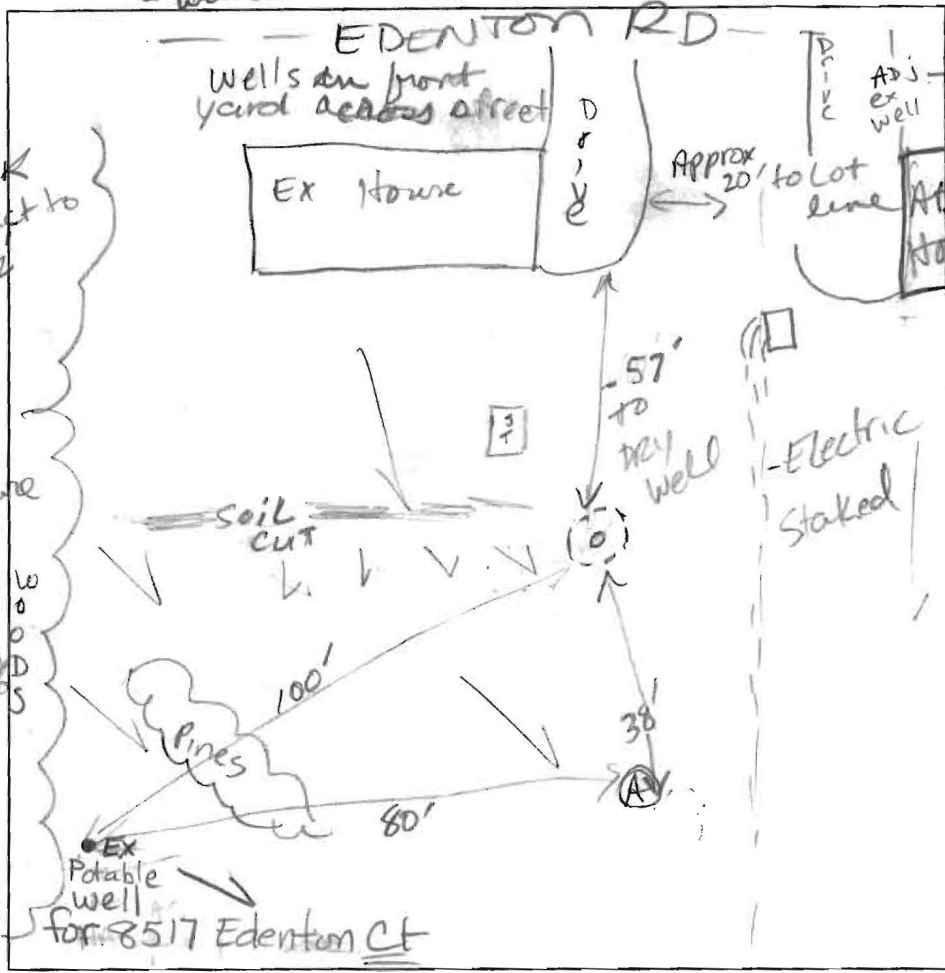 EDENTON RD
wells in front
yard across street
Drive
Ex House
Approx
20' to Lot
line
Drive
ADJ.
ex
well
57'
to
DRY
well
ST
Electric
Staked
SOIL
CUT
WOODS
100'
Pines
38'
A
80'
EX
Potable
well
for 8517 Edenton Ct